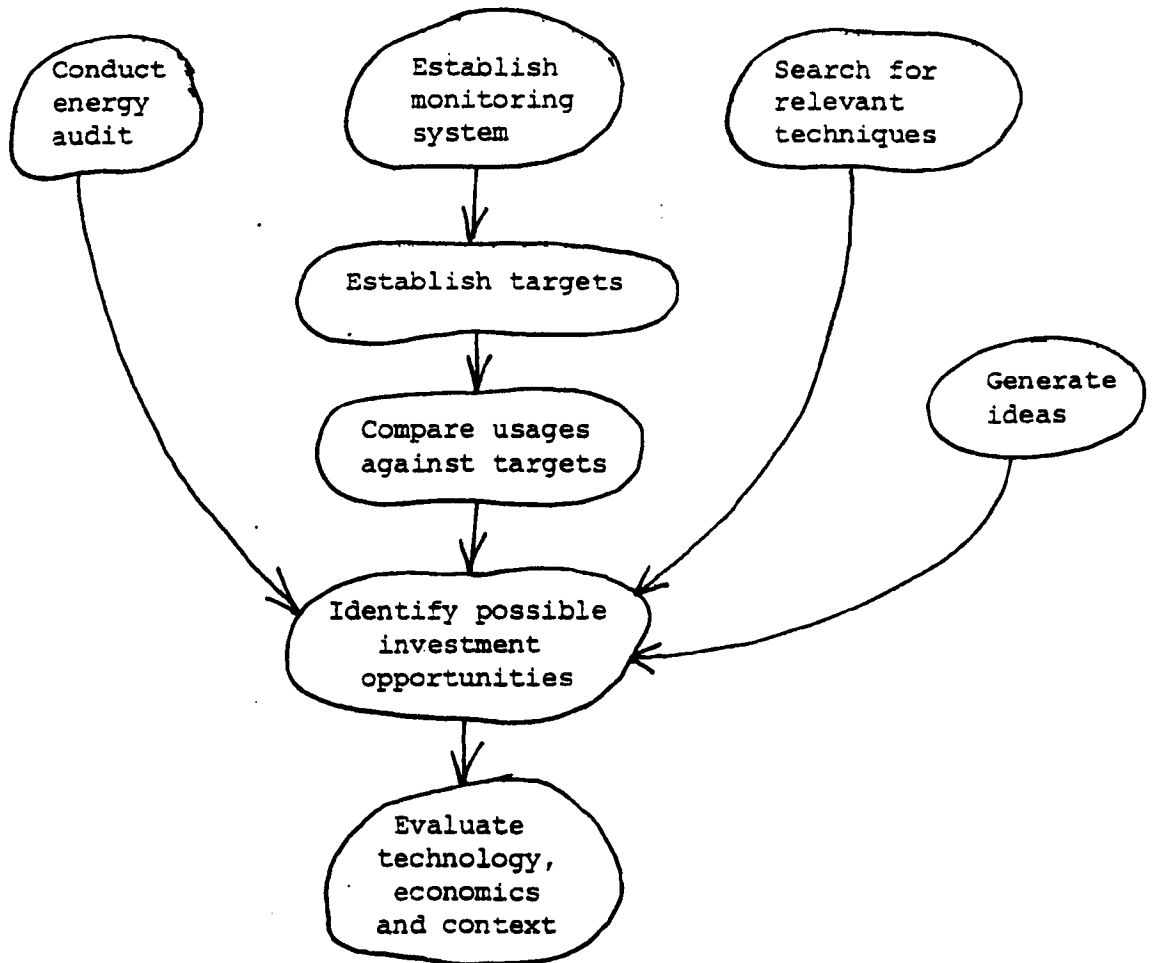 Conduct
energy
audit
Establish
monitoring
system
Search for
relevant
techniques
Establish targets
Generate
ideas
Compare usages
against targets
Identify possible
investment
opportunities
Evaluate
technology,
economics
and context